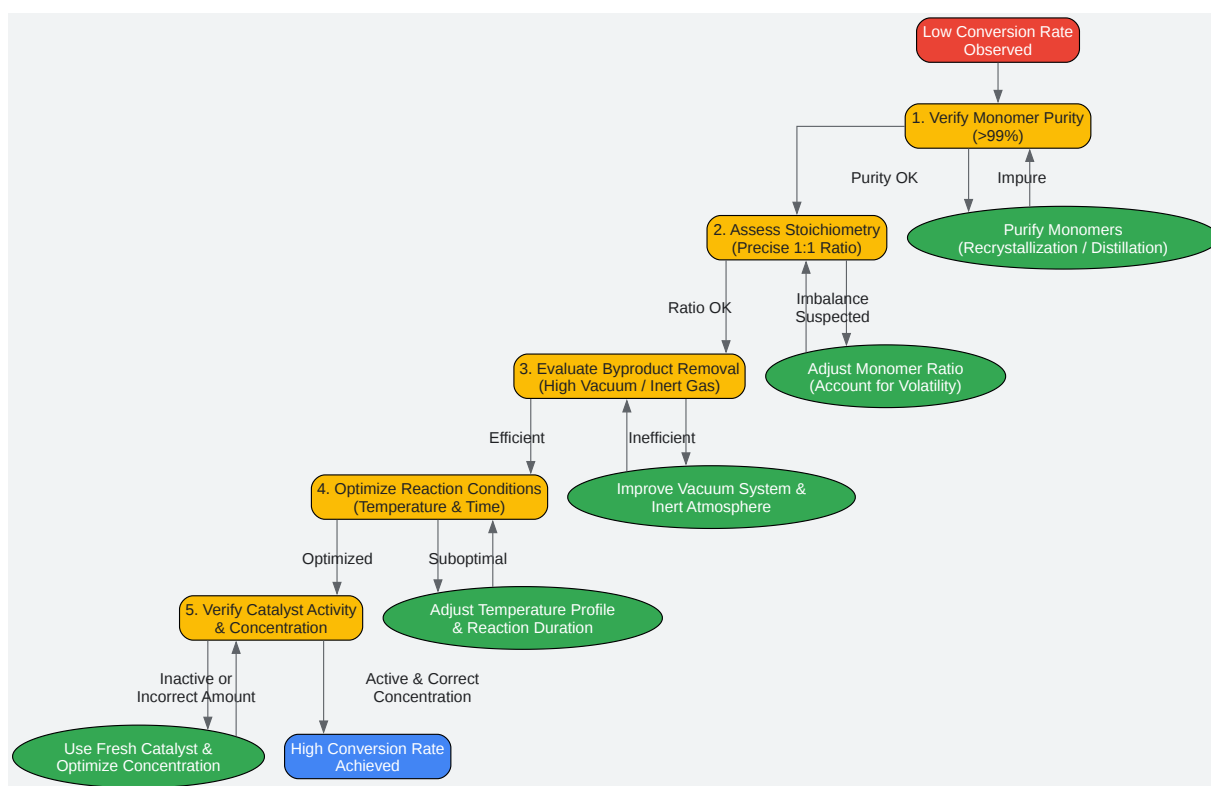 Low Conversion Rate
Observed
1. Verify Monomer Purity
(>99%)
Purity OK
Impure
2. Assess Stoichiometry
(Precise 1:1 Ratio)
Purify Monomers
(Recrystallization / Distillation)
Ratio OK
Imbalance
Suspected
3. Evaluate Byproduct Removal
(High Vacuum / Inert Gas)
Adjust Monomer Ratio
(Account for Volatility)
Efficient
Inefficient
4. Optimize Reaction Conditions
(Temperature & Time)
Improve Vacuum System &
Inert Atmosphere
Optimized
Suboptimal
5. Verify Catalyst Activity
& Concentration
Adjust Temperature Profile
& Reaction Duration
Inactive or
Incorrect Amount
Active & Correct
Concentration
Use Fresh Catalyst &
Optimize Concentration
High Conversion Rate
Achieved